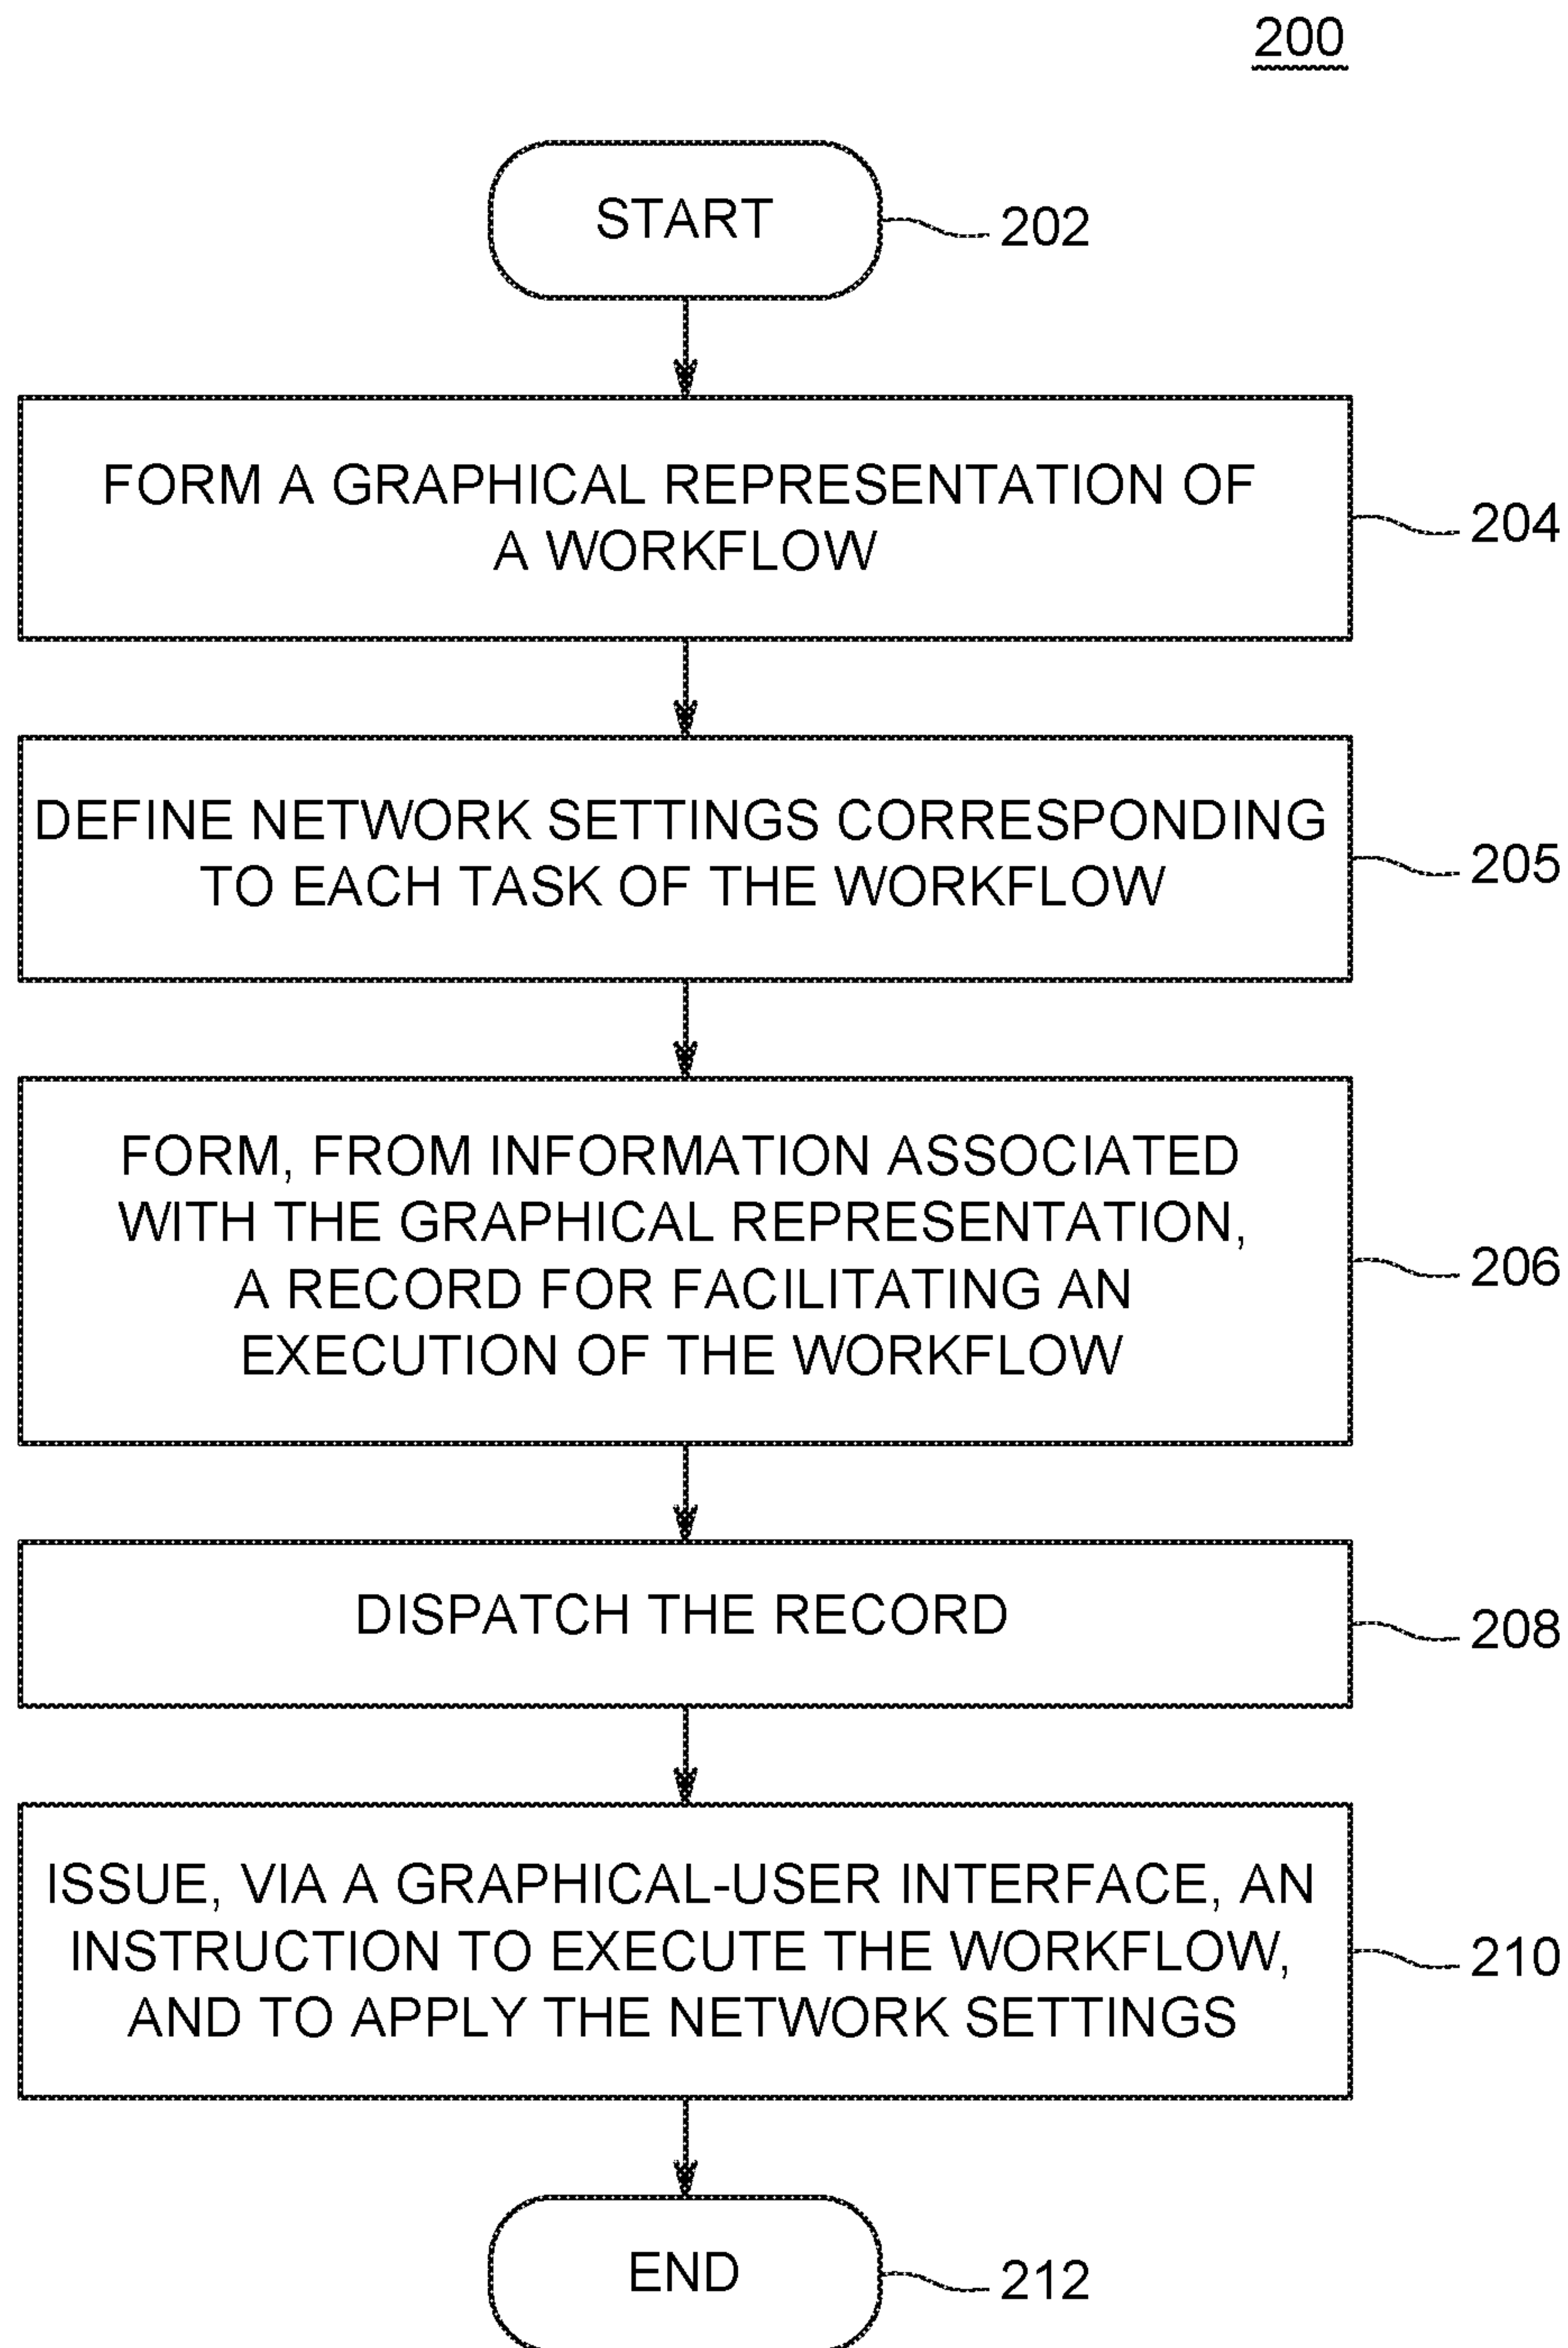 200
START
202
FORM A GRAPHICAL REPRESENTATION OF
A WORKFLOW
204
DEFINE NETWORK SETTINGS CORRESPONDING
TO EACH TASK OF THE WORKFLOW
205
FORM, FROM INFORMATION ASSOCIATED
WITH THE GRAPHICAL REPRESENTATION,
A RECORD FOR FACILITATING AN
EXECUTION OF THE WORKFLOW
206
DISPATCH THE RECORD
208
ISSUE, VIA A GRAPHICAL-USER INTERFACE, AN
INSTRUCTION TO EXECUTE THE WORKFLOW,
AND TO APPLY THE NETWORK SETTINGS
210
END
212